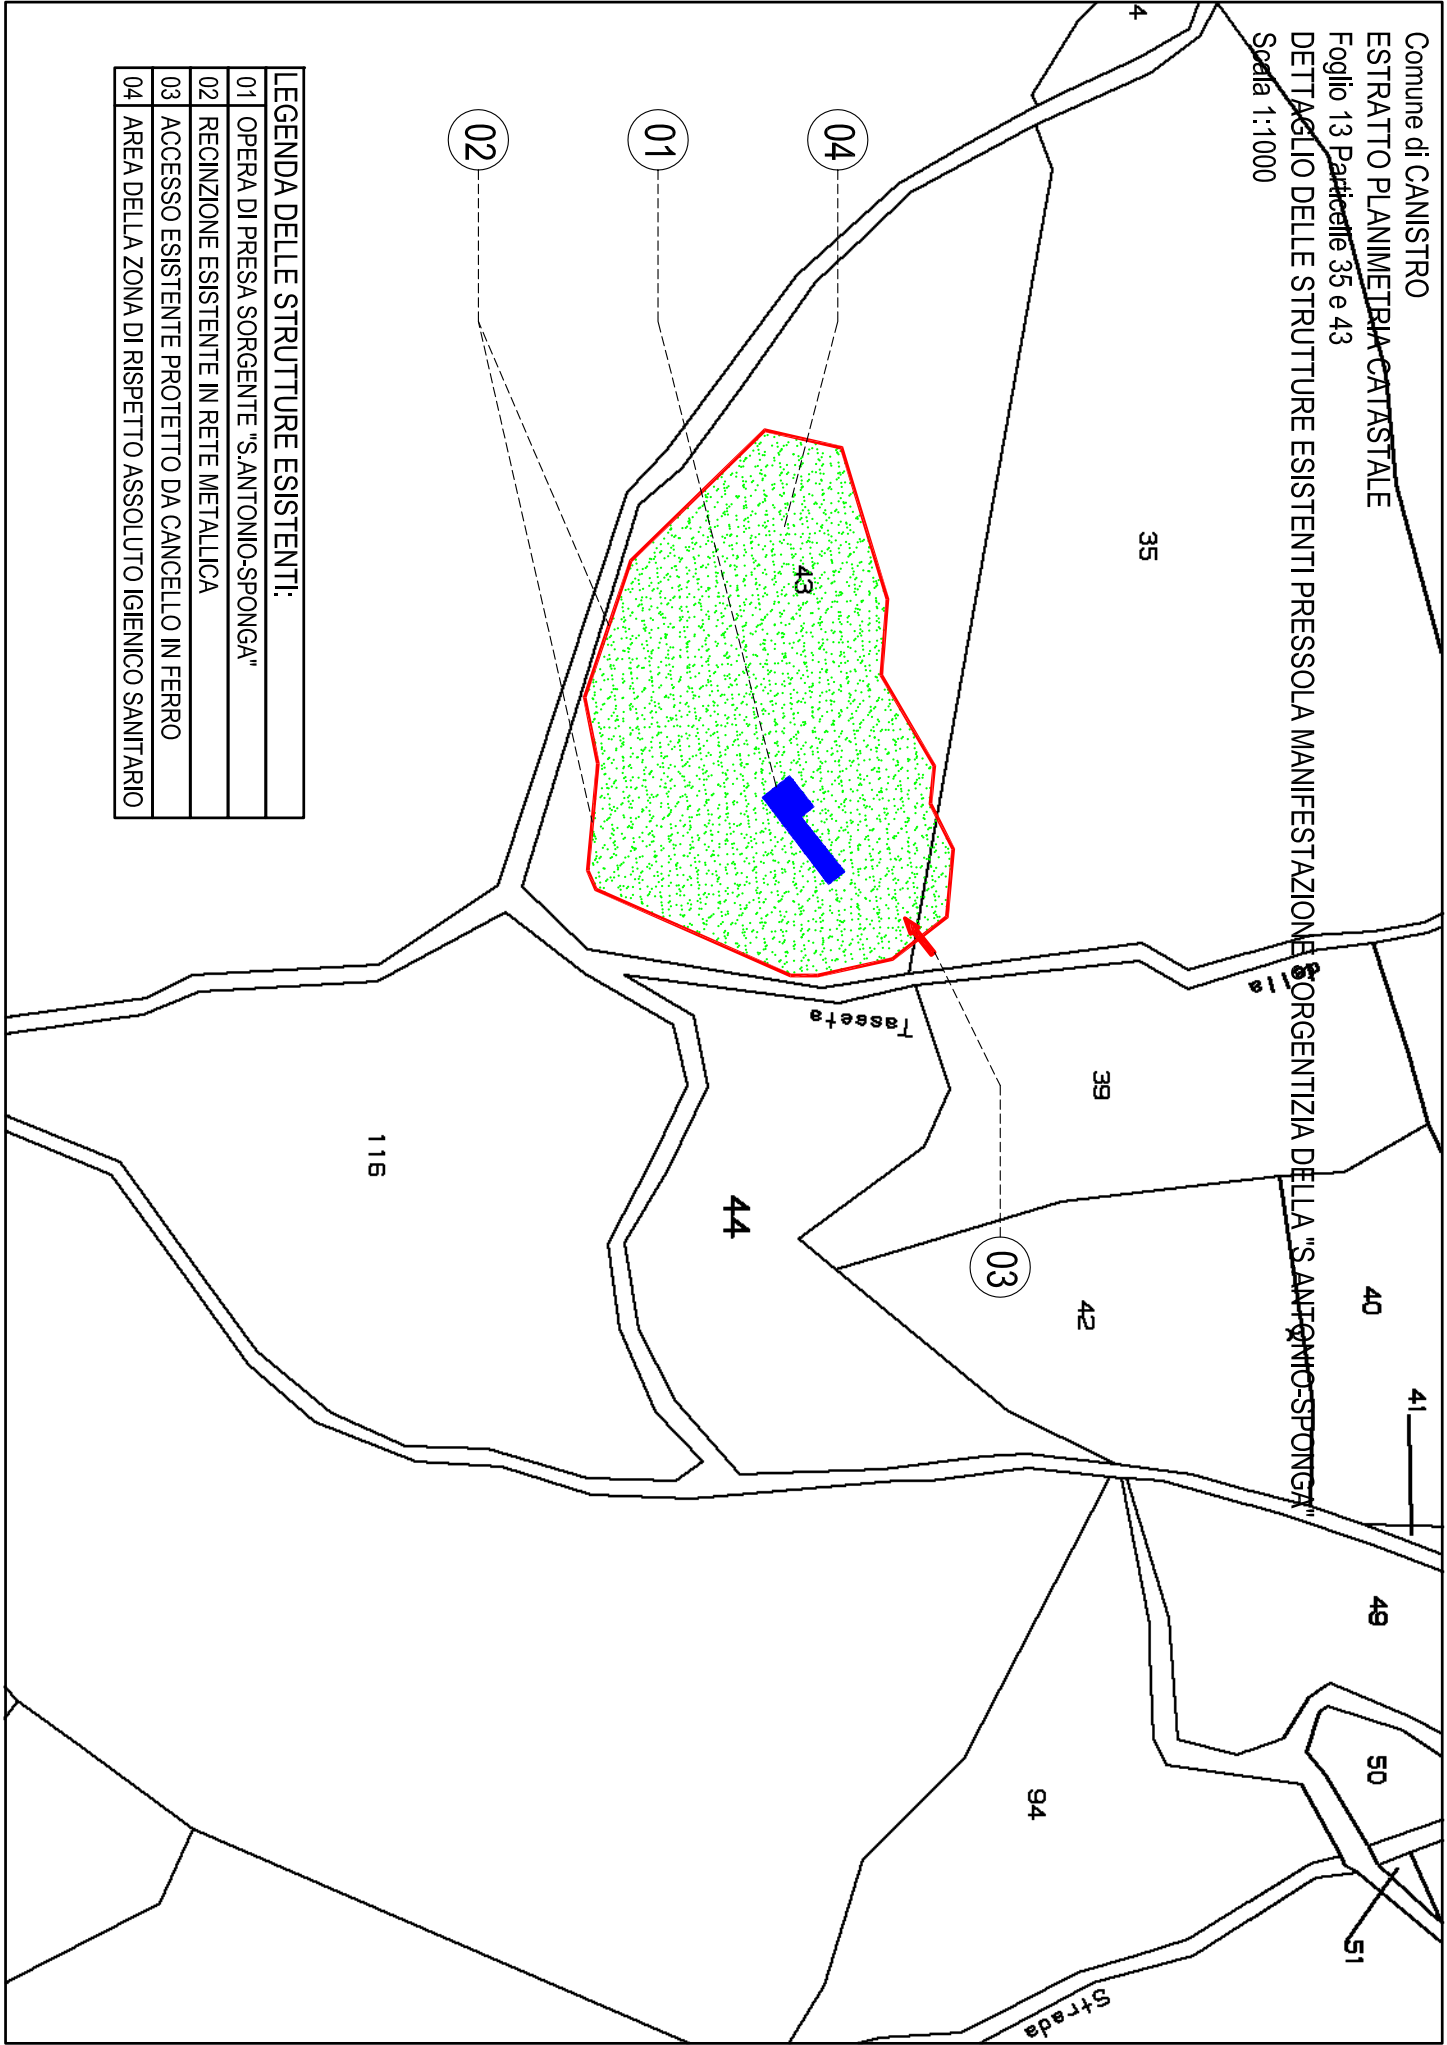 Comune di CANISTRO
ESTRATTO PLANIMETRIA CATASTALE
Foglio 13 Particelle 35 e 43
DETTAGLIO DELLE STRUTTURE ESISTENTI PRESSOLA MANIFESTAZIONE SORGENTIZIA DELLA "S.ANTONIO-SPONGA"
Scala 1:1000
4
35
43
04
01
02
03
della
Tasseta
39
40
41
42
44
116
49
50
51
94
Strada
LEGENDA DELLE STRUTTURE ESISTENTI:
01 OPERA DI PRESA SORGENTE "S.ANTONIO-SPONGA"
02 RECINZIONE ESISTENTE IN RETE METALLICA
03 ACCESSO ESISTENTE PROTETTO DA CANCELLO IN FERRO
04 AREA DELLA ZONA DI RISPETTO ASSOLUTO IGIENICO SANITARIO